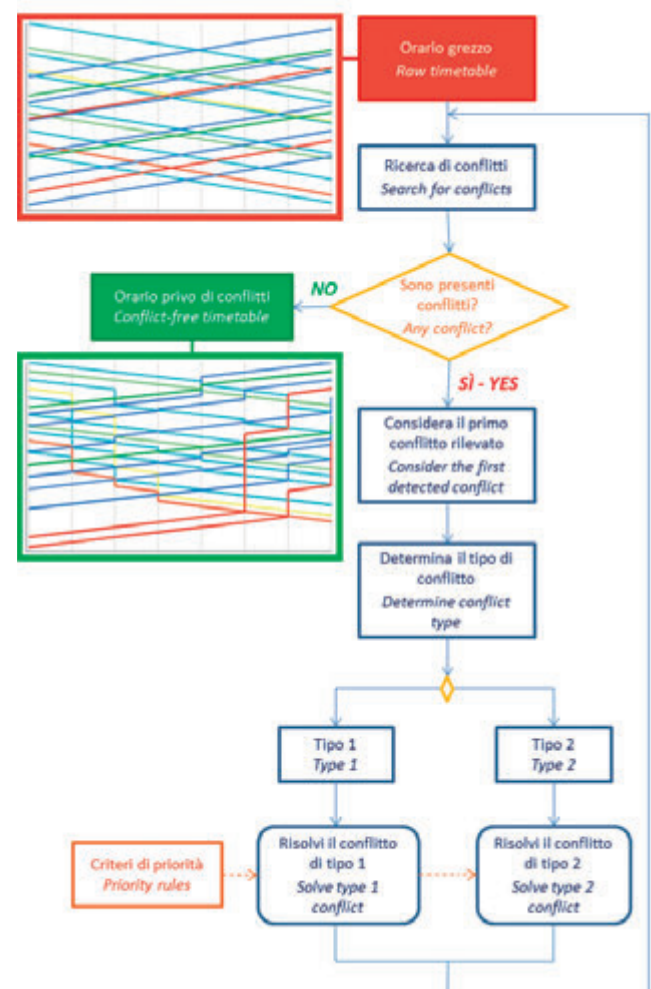 Orario grezzo
Raw timetable
Ricerca di conflitti
Search for conflicts
Sono presenti
conflitti?
Any conflict?
NO
Orario privo di conflitti
Conflict-free timetable
SÌ - YES
Considera il primo
conflitto rilevato
Consider the first
detected conflict
Determina il tipo di
conflitto
Determine conflict
type
Tipo 1
Type 1
Tipo 2
Type 2
Criteri di priorità
Priority rules
Risolvi il conflitto
di tipo 1
Solve type 1
conflict
Risolvi il conflitto
di tipo 2
Solve type 2
conflict